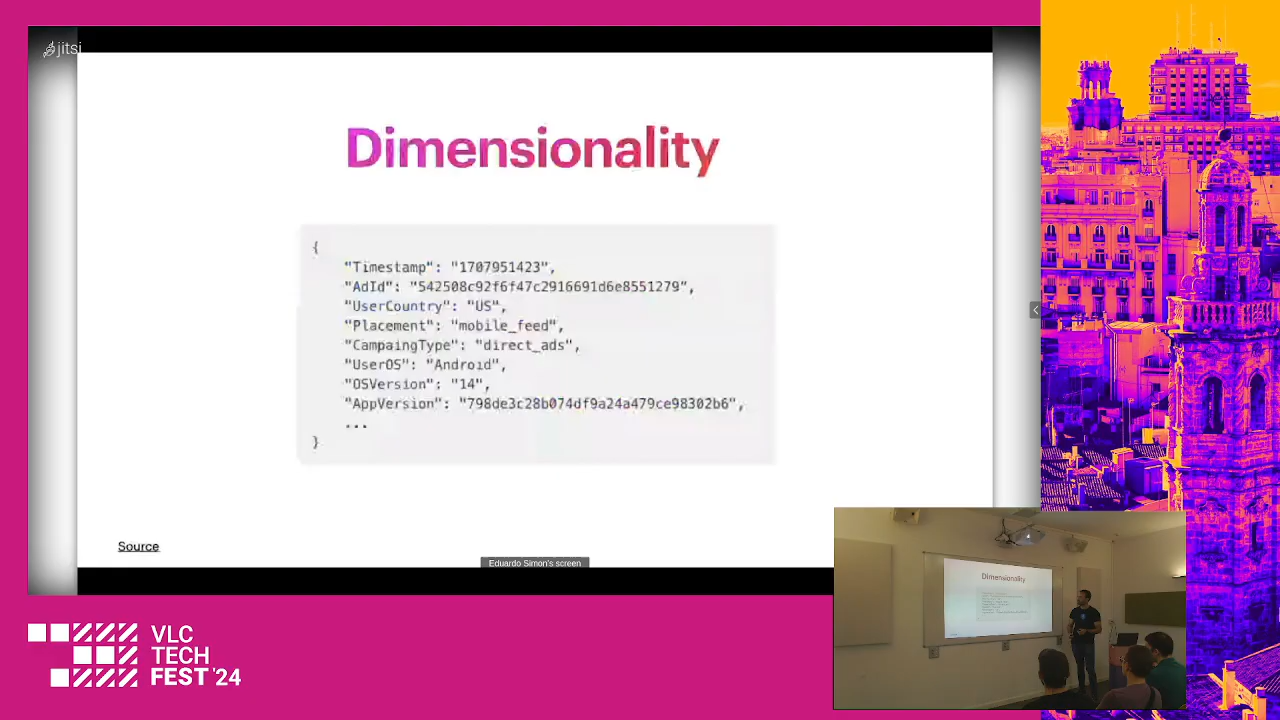 jitsi
Dimensionality
{
"Timestamp": "1707951423",
"AdId": "542508c92f6f47c2916691d6e8551279",
"UserCountry": "US",
"Placement": "mobile_feed",
"CampaingType": "direct_ads",
"UserOS": "Android",
"OSVersion": "14",
"AppVersion": "798de3c28b074df9a24a479ce98302b6",
...
}
Source
Eduardo Simon's screen
Dimensionality
VLC
TECH
FEST '24